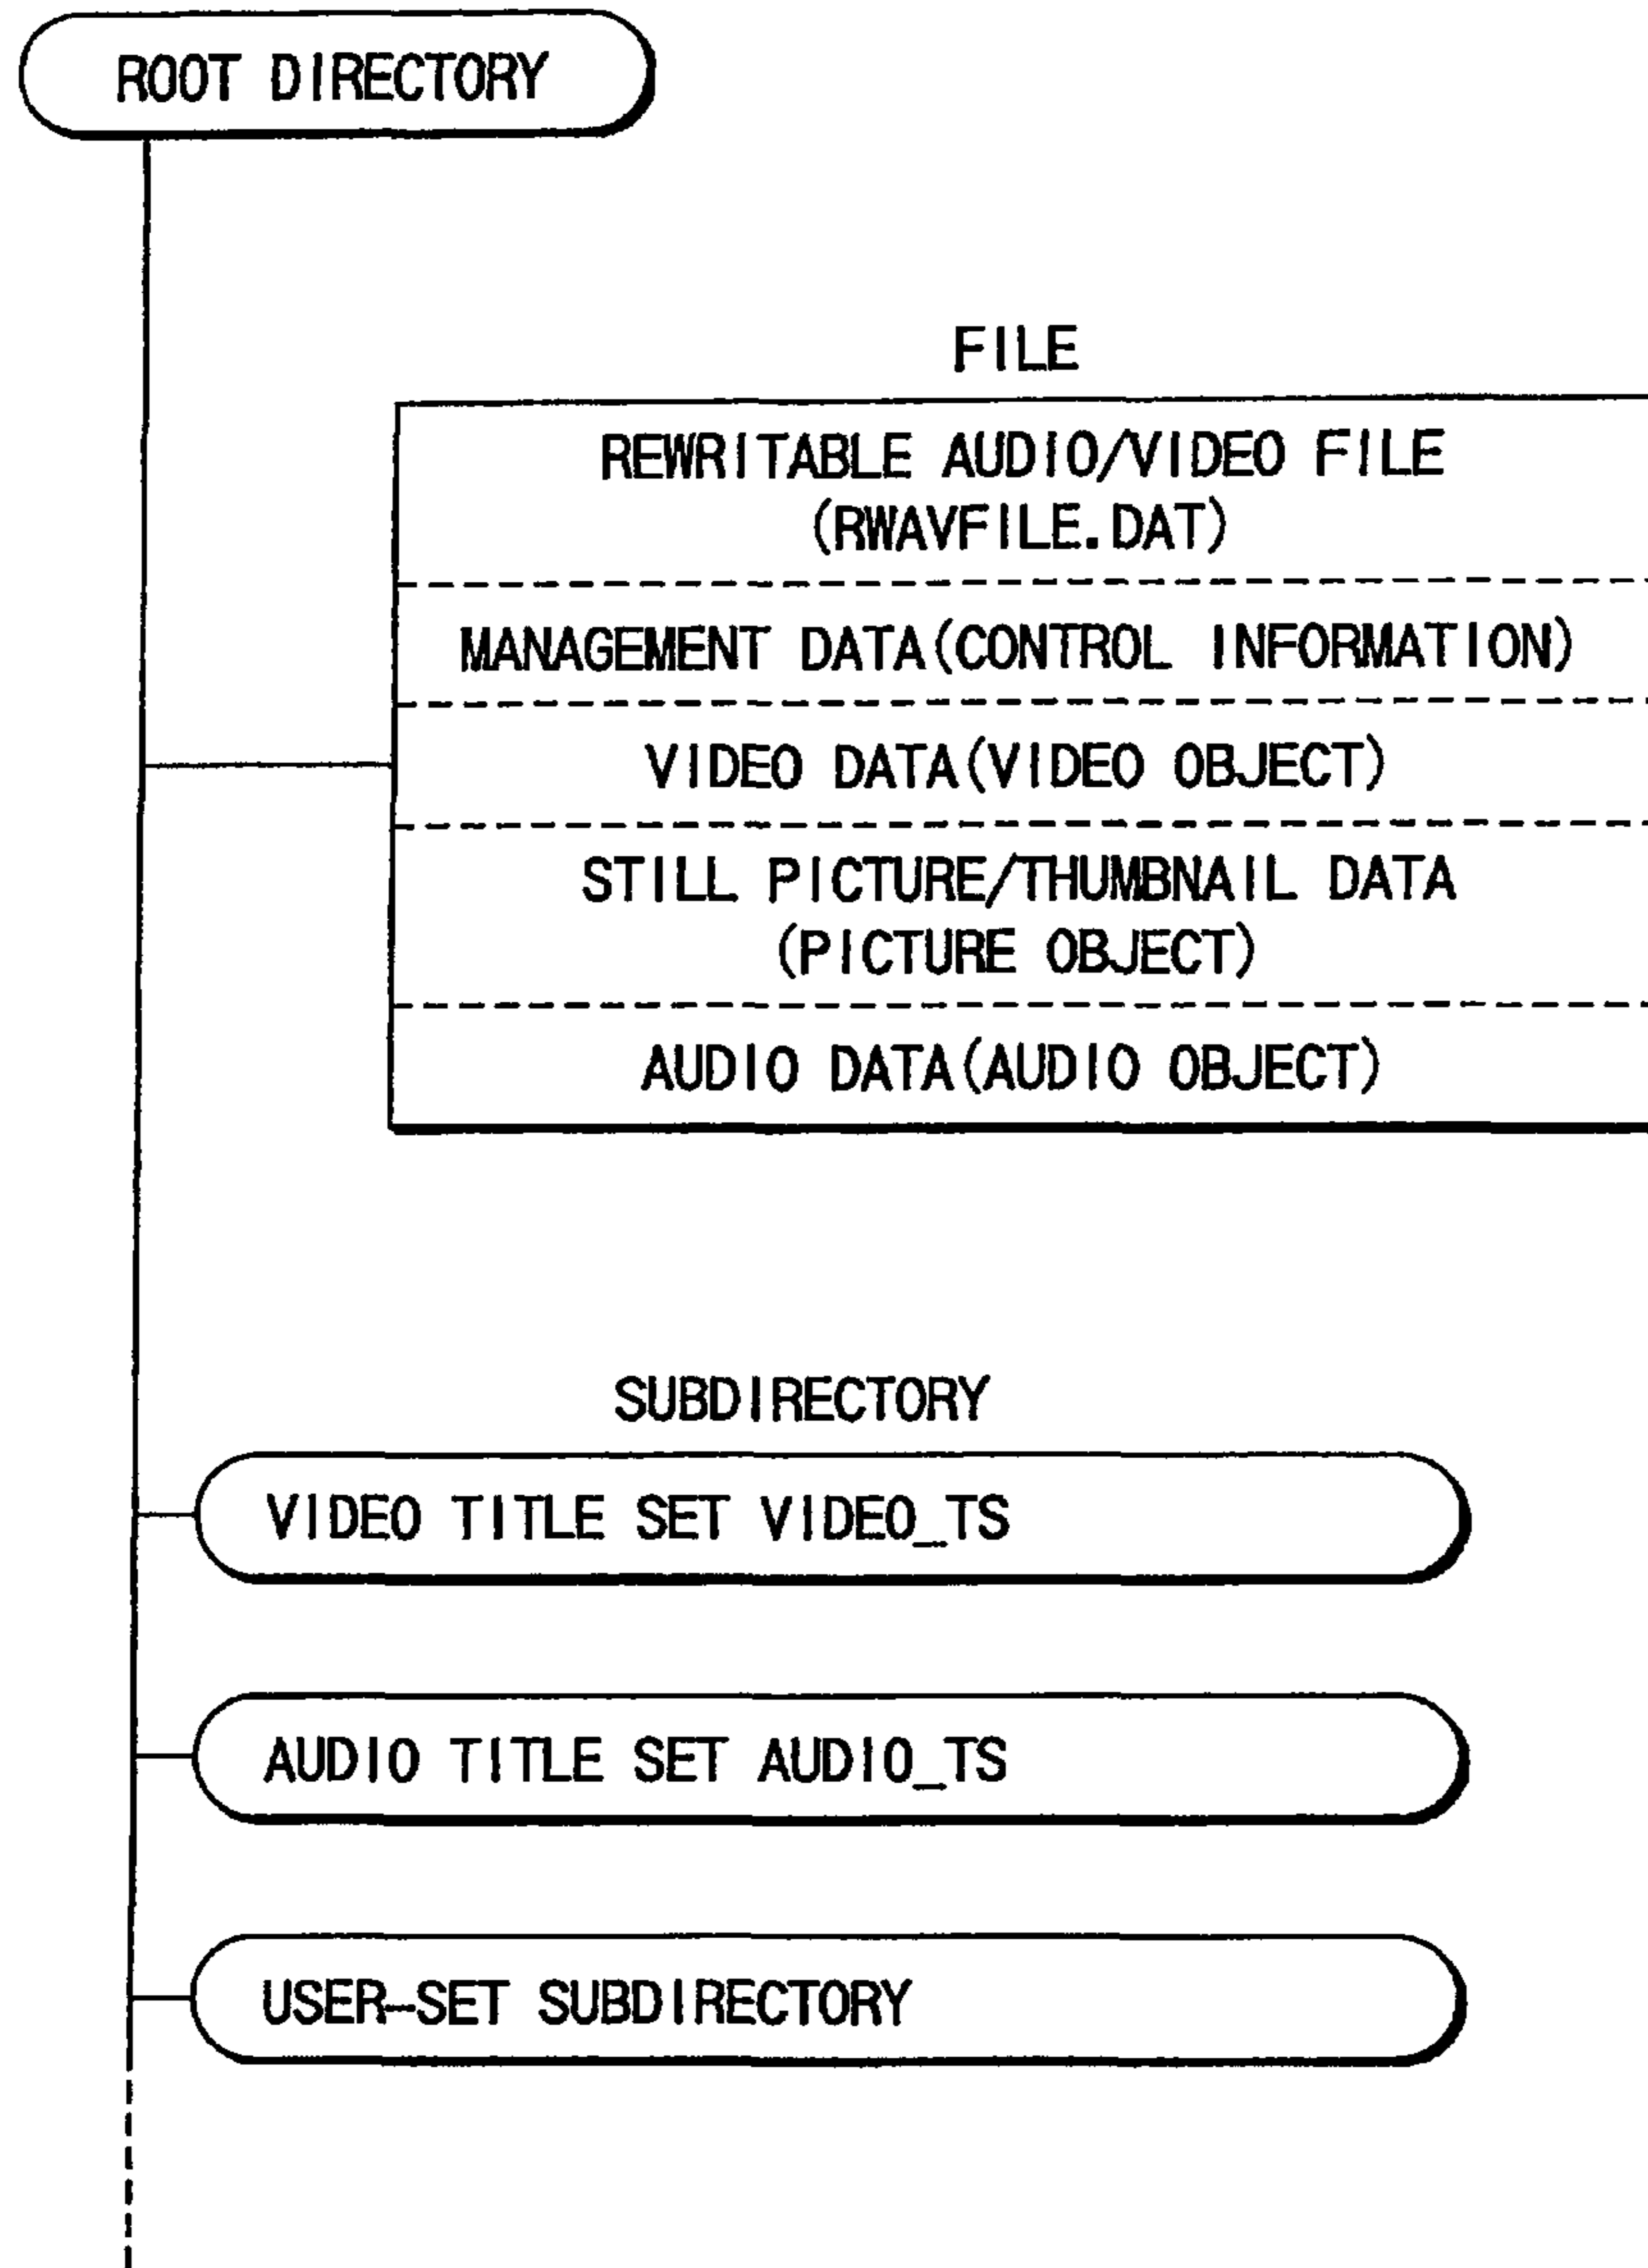 ROOT DIRECTORY
FILE
REWRITABLE AUDIO/VIDEO FILE
(RWAVFILE.DAT)
MANAGEMENT DATA(CONTROL INFORMATION)
VIDEO DATA(VIDEO OBJECT)
STILL PICTURE/THUMBNAIL DATA
(PICTURE OBJECT)
AUDIO DATA(AUDIO OBJECT)
SUBDIRECTORY
VIDEO TITLE SET VIDEO_TS
AUDIO TITLE SET AUDIO_TS
USER-SET SUBDIRECTORY